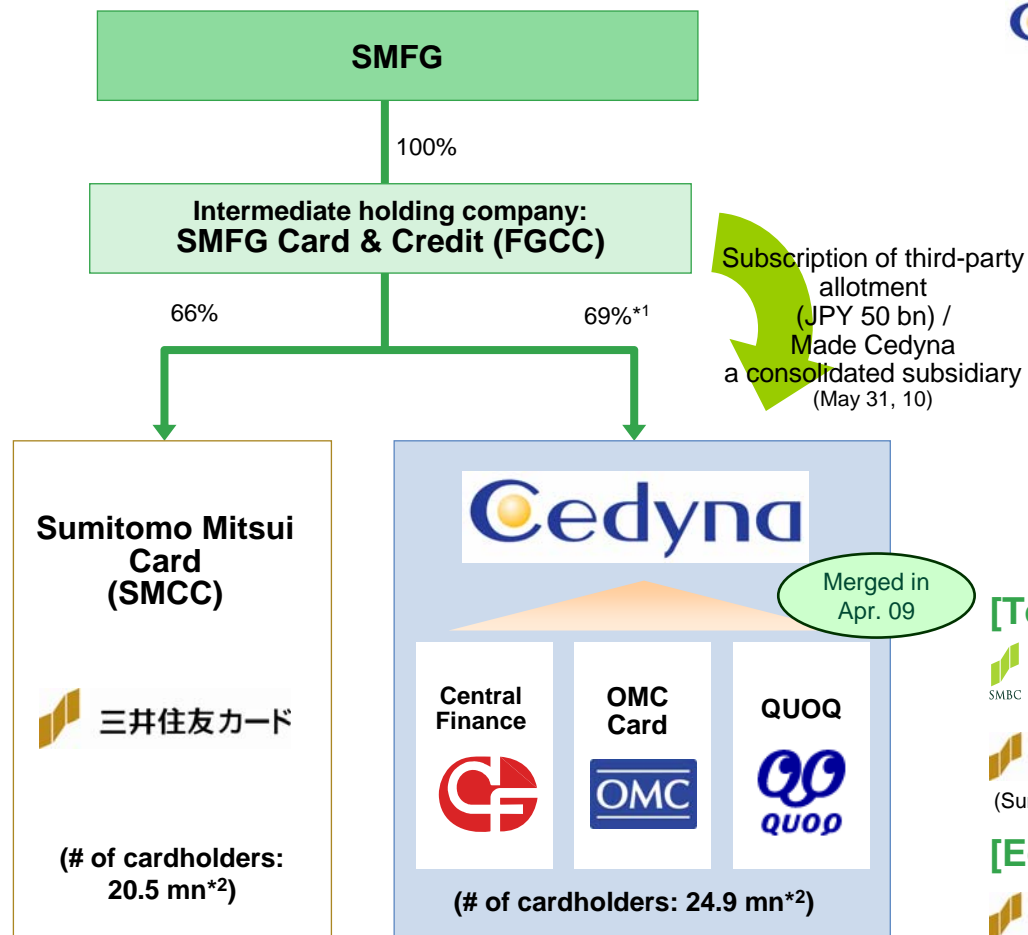 SMFG
100%
Intermediate holding company:
SMFG Card & Credit (FGCC)
66%
69%*1
Subscription of third-party
allotment
(JPY 50 bn) /
Made Cedyna
a consolidated subsidiary
(May 31, 10)
Sumitomo Mitsui
Card
(SMCC)
三井住友カード
(# of cardholders:
20.5 mn*2)
Cedyna
Merged in
Apr. 09
Central
Finance
OMC
Card
OMC
QUOQ
QUOQ
(# of cardholders: 24.9 mn*2)
SMBC